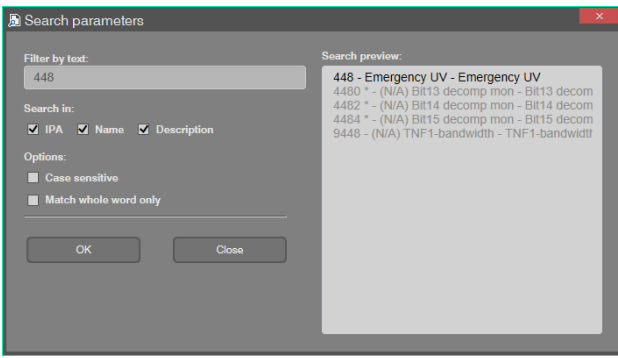 Search parameters
Filter by text:
448
Search in:
IPA Name Description
Options:
Case sensitive
Match whole word only
OK Close
Search preview:
448 - Emergency UV - Emergency UV
4480 * - (N/A) Bit13 decomp mon - Bit13 decom
4482 * - (N/A) Bit14 decomp mon - Bit14 decom
4484 * - (N/A) Bit15 decomp mon - Bit15 decom
9448 - (N/A) TNF1-bandwidth - TNF1-bandwidth